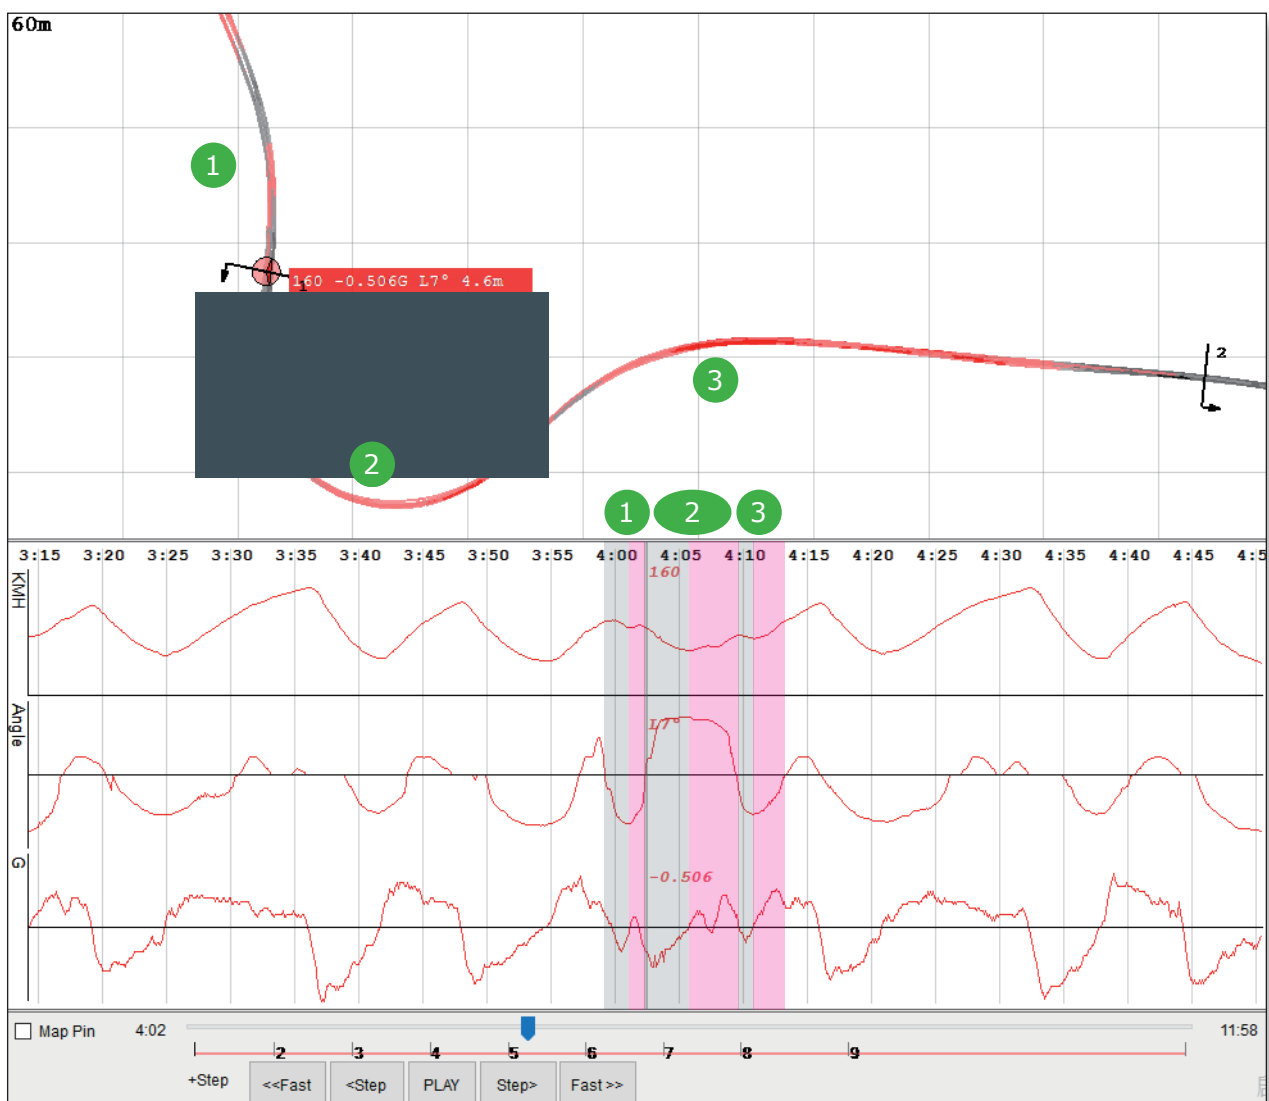 60m
1
160 -0.506G L7° 4.6m
1
2
3
2
1 2 3
3:15 3:20 3:25 3:30 3:35 3:40 3:45 3:50 3:55 4:00 4:05 4:10 4:15 4:20 4:25 4:30 4:35 4:40 4:45 4:5
KMH
160
Angle
L7°
G
-0.506
Map Pin 4:02 11:58
2 3 4 5 6 7 8 9
+Step <<Fast <Step PLAY Step> Fast >>